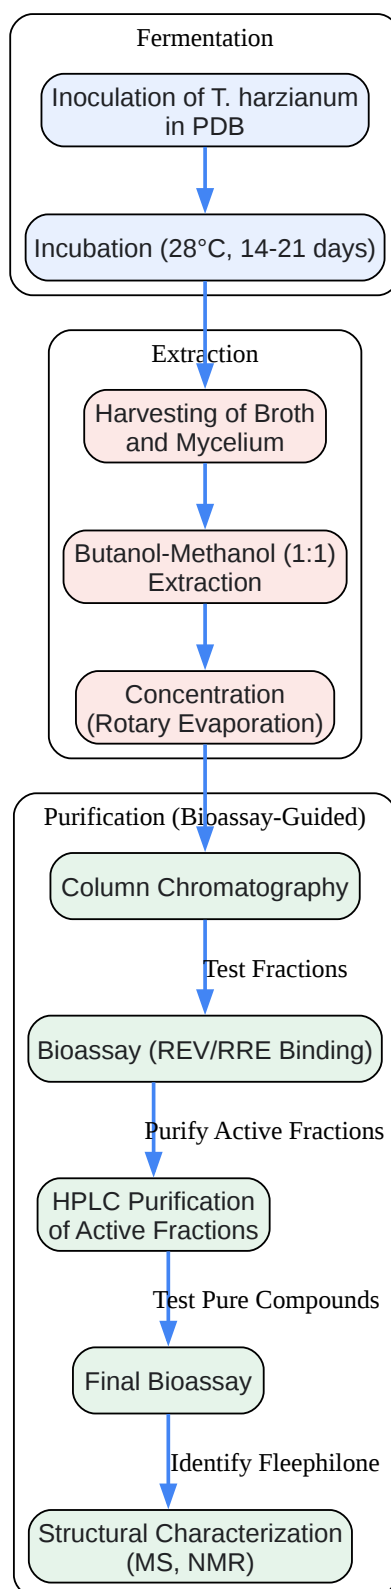 Fermentation
Inoculation of T. harzianum
in PDB
Incubation (28°C, 14-21 days)
Extraction
Harvesting of Broth
and Mycelium
Butanol-Methanol (1:1)
Extraction
Concentration
(Rotary Evaporation)
Purification (Bioassay-Guided)
Column Chromatography
Test Fractions
Bioassay (REV/RRE Binding)
Purify Active Fractions
HPLC Purification
of Active Fractions
Test Pure Compounds
Final Bioassay
Identify Fleephilone
Structural Characterization
(MS, NMR)